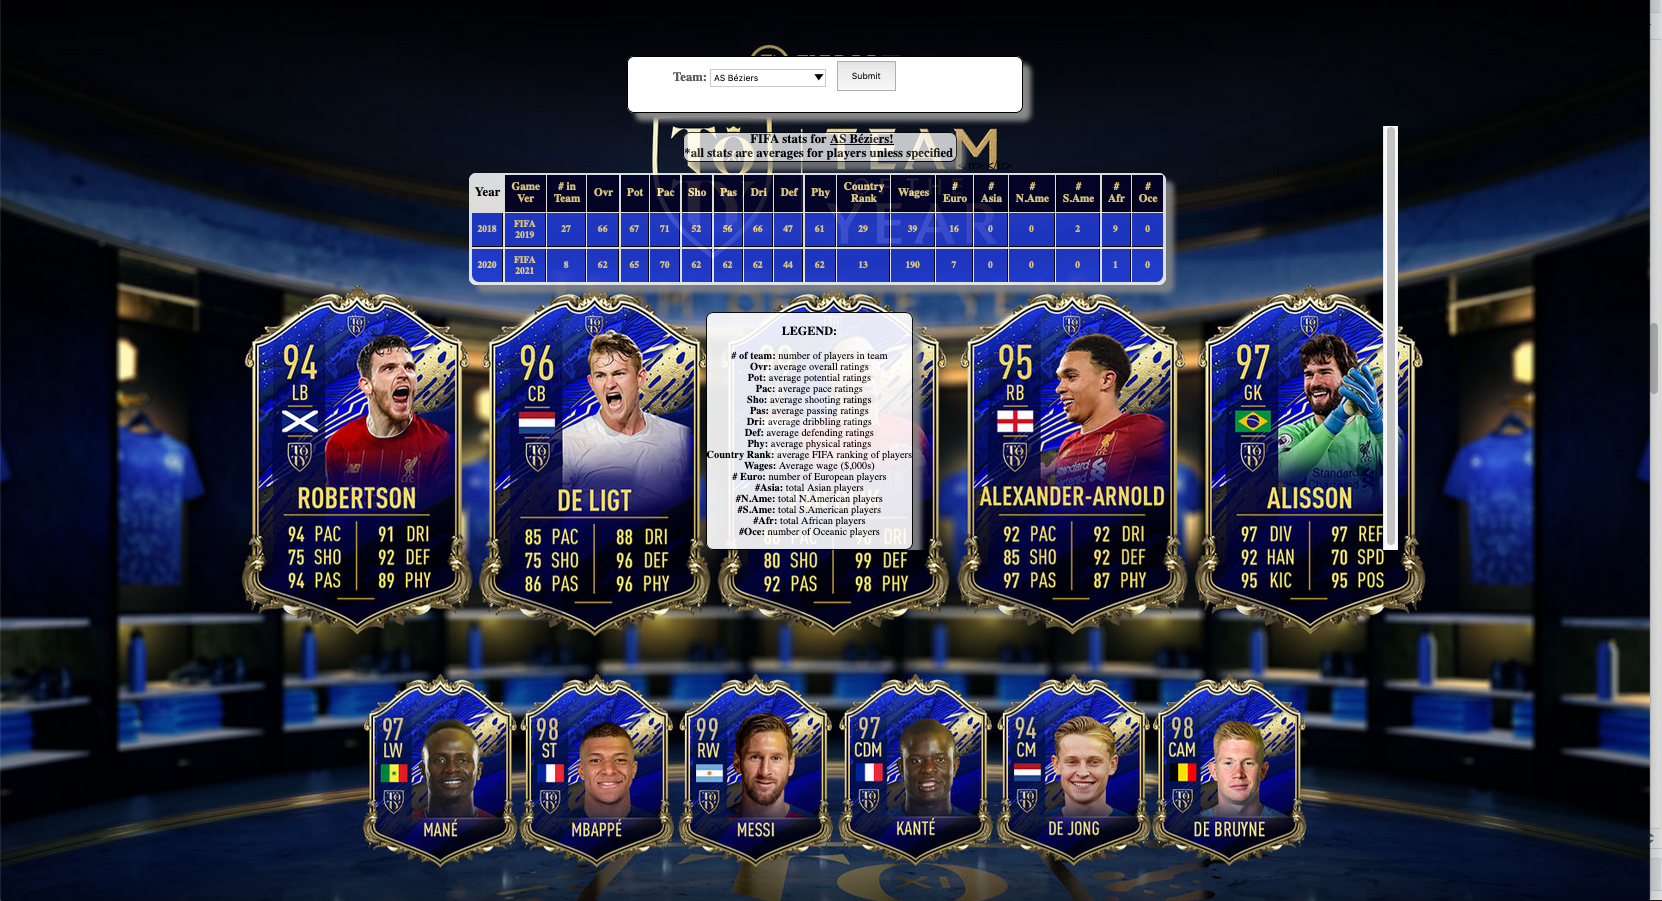 Team: AS Béziers Submit
FIFA stats for AS Béziers!
*all stats are averages for players unless specified
TEAM
OF THE
YEAR
Year Game Ver # in Team Ovr Pot Pac Sho Pas Dri Def Phy Country Rank Wages # Euro # Asia # N.Ame # S.Ame # Afr # Oce
2018 FIFA 2019 27 66 67 71 52 56 66 47 61 29 39 16 0 0 2 9 0
2020 FIFA 2021 8 62 65 70 62 62 62 44 62 13 190 7 0 0 0 1 0
LEGEND:
# of team: number of players in team
Ovr: average overall ratings
Pot: average potential ratings
Pac: average pace ratings
Sho: average shooting ratings
Pas: average passing ratings
Dri: average dribbling ratings
Def: average defending ratings
Phy: average physical ratings
Country Rank: average FIFA ranking of players
Wages: Average wage ($,000s)
# Euro: number of European players
#Asia: total Asian players
#N.Ame: total N.American players
#S.Ame: total S.American players
#Afr: total African players
#Oce: number of Oceanic players
94
LB
ROBERTSON
94 PAC 91 DRI
75 SHO 92 DEF
94 PAS 89 PHY
96
CB
DE LIGT
85 PAC 88 DRI
75 SHO 96 DEF
86 PAS 96 PHY
80 SHO 99 DEF
92 PAS 98 PHY
95
RB
Standard
ALEXANDER-ARNOLD
92 PAC 92 DRI
85 SHO 92 DEF
97 PAS 87 PHY
97
GK
Standard
ALISSON
97 DIV 97 REF
92 HAN 70 SPD
95 KIC 95 POS
97
LW
MANÉ
98
ST
MBAPPÉ
99
RW
MESSI
97
CDM
KANTÉ
94
CM
DE JONG
98
CAM
DE BRUYNE
XI